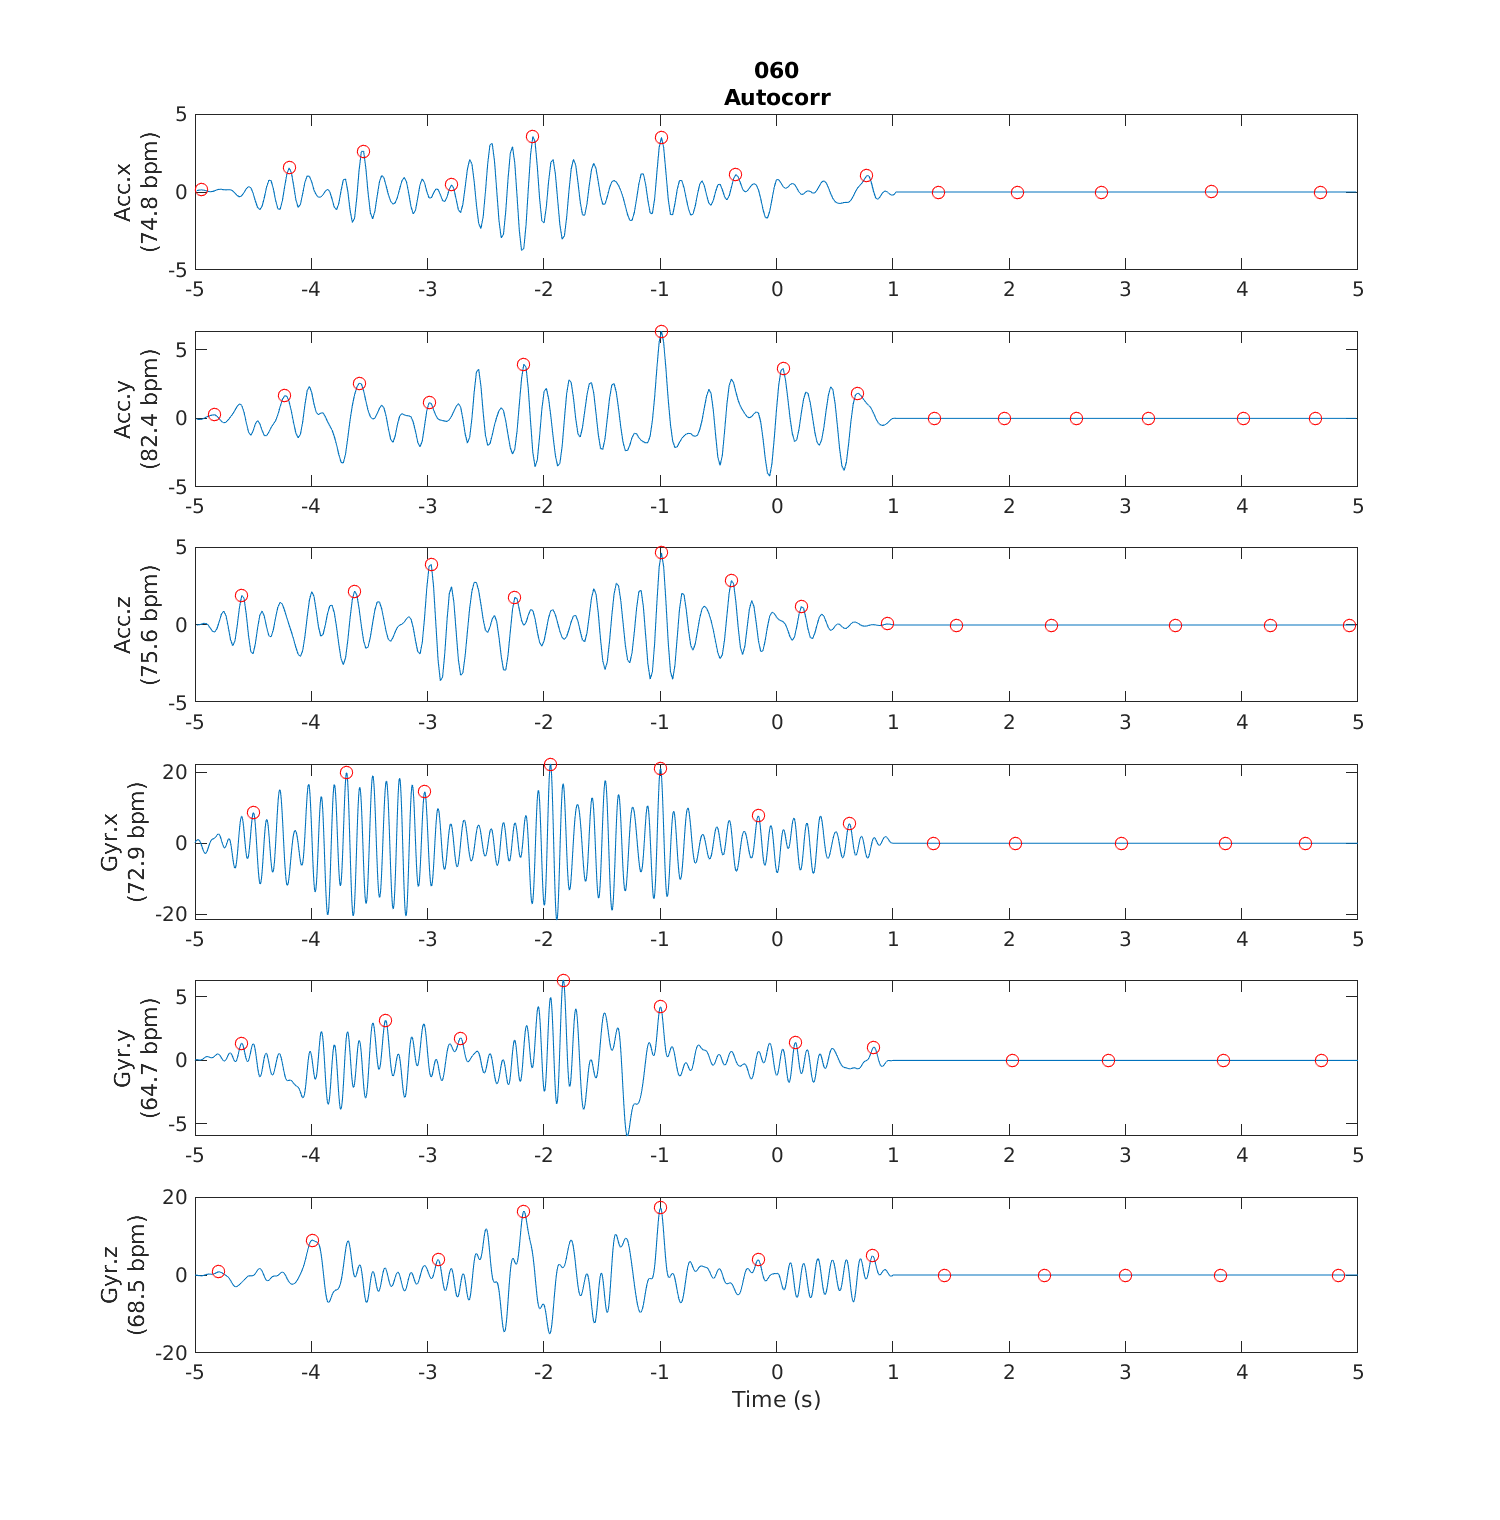 060
Autocorr
Acc.x
(74.8 bpm)
5
0
-5
-5 -4 -3 -2 -1 0 1 2 3 4 5
Acc.y
(82.4 bpm)
5
0
-5
-5 -4 -3 -2 -1 0 1 2 3 4 5
Acc.z
(75.6 bpm)
5
0
-5
-5 -4 -3 -2 -1 0 1 2 3 4 5
Gyr.x
(72.9 bpm)
20
0
-20
-5 -4 -3 -2 -1 0 1 2 3 4 5
Gyr.y
(64.7 bpm)
5
0
-5
-5 -4 -3 -2 -1 0 1 2 3 4 5
Gyr.z
(68.5 bpm)
20
0
-20
-5 -4 -3 -2 -1 0 1 2 3 4 5
Time (s)